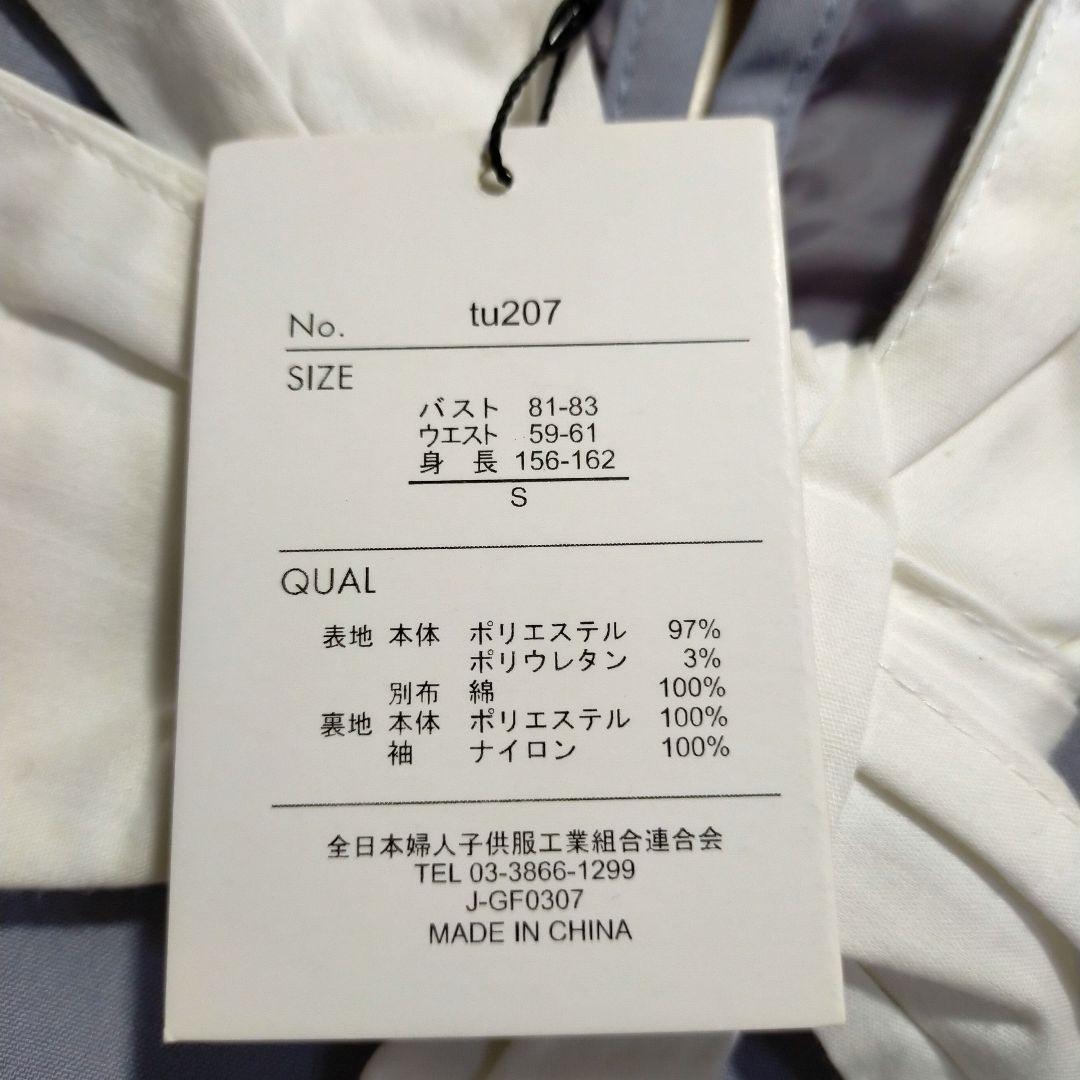 No. tu207
SIZE
バスト 81-83
ウエスト 59-61
身長 156-162
S
QUAL
表地 本体 ポリエステル 97%
ポリウレタン 3%
別布 綿 100%
裏地 本体 ポリエステル 100%
袖 ナイロン 100%
全日本婦人子供服工業組合連合会
TEL 03-3866-1299
J-GF0307
MADE IN CHINA